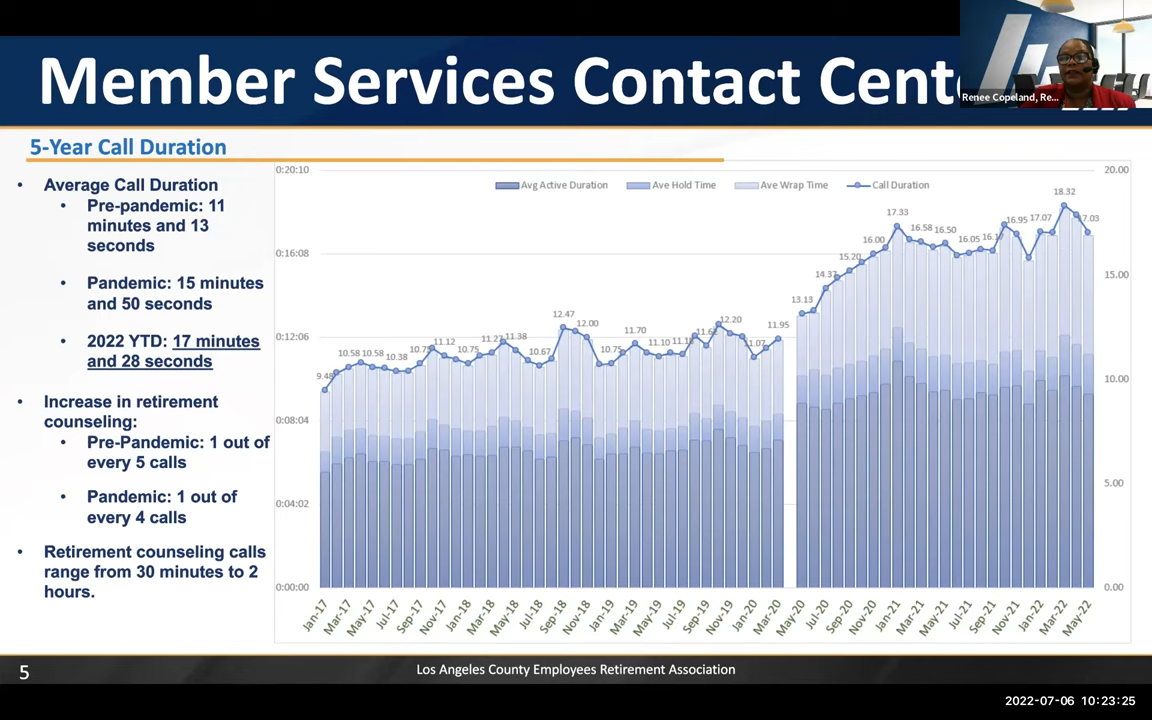 Member Services Contact Cent
Renee Copeland, Re...
5-Year Call Duration
• Average Call Duration
• Pre-pandemic: 11
minutes and 13
seconds
• Pandemic: 15 minutes
and 50 seconds
• 2022 YTD: 17 minutes
and 28 seconds
• Increase in retirement
counseling:
• Pre-Pandemic: 1 out of
every 5 calls
• Pandemic: 1 out of
every 4 calls
• Retirement counseling calls
range from 30 minutes to 2
hours.
Avg Active Duration Ave Hold Time Ave Wrap Time Call Duration
0:20:10
0:16:08
0:12:06
0:08:04
0:04:02
0:00:00
9.48 10.58 10.58 10.38 11.12 10.75 11.38 10.67 12.47 12.00 10.75 11.70 11.10 12.20 11.07 11.95 13.13 14.37 15.20 16.00 17.33 16.58 16.50 16.05 16.17 16.95 17.07 18.32 17.03
20.00
15.00
10.00
5.00
0.00
Jan-17 Mar-17 May-17 Jul-17 Sep-17 Nov-17 Jan-18 Mar-18 May-18 Jul-18 Sep-18 Nov-18 Jan-19 Mar-19 May-19 Jul-19 Sep-19 Nov-19 Jan-20 Mar-20 May-20 Jul-20 Sep-20 Nov-20 Jan-21 Mar-21 May-21 Jul-21 Sep-21 Nov-21 Jan-22 Mar-22 May-22
5
Los Angeles County Employees Retirement Association
2022-07-06 10:23:25